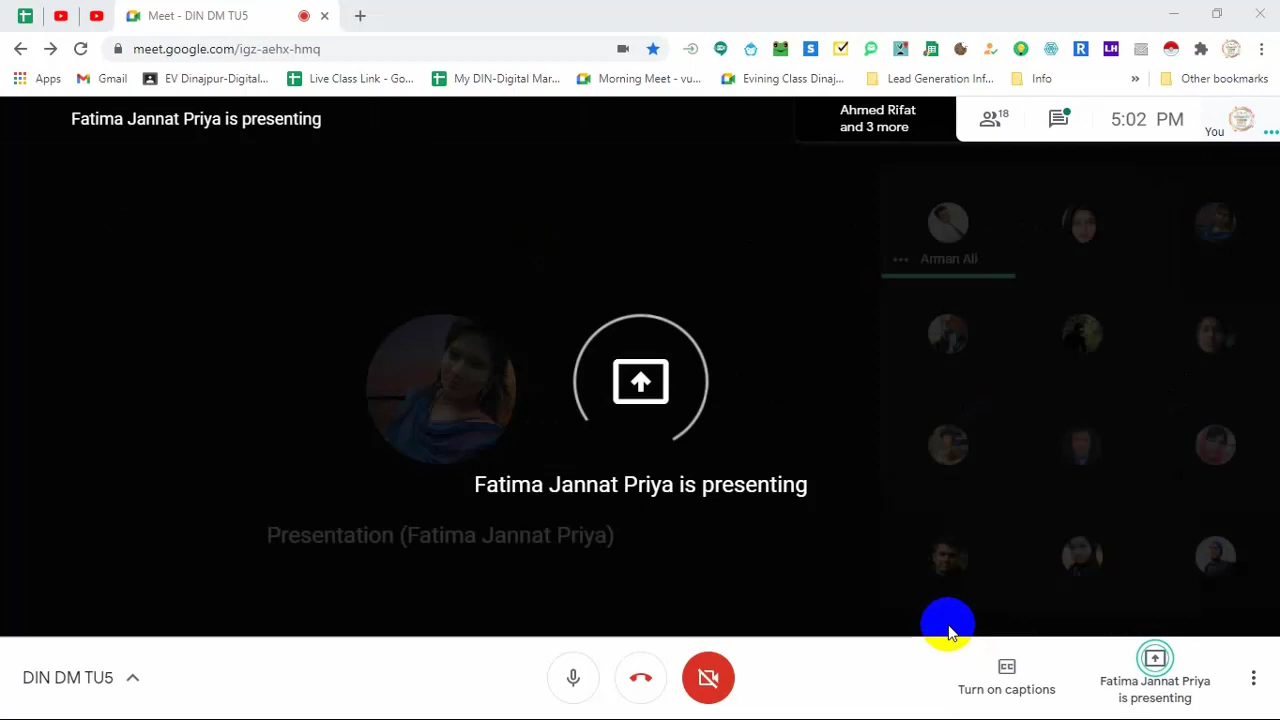 Meet - DIN DM TU5
meet.google.com/igz-aehx-hmq
S
R
LH
Apps
Gmail
EV Dinajpur-Digital...
Live Class Link - Go...
My DIN-Digital Mar...
Morning Meet - vu...
Evining Class Dinaj...
Lead Generation Inf...
Info
»
Other bookmarks
Fatima Jannat Priya is presenting
Ahmed Rifat
and 3 more
18
5:02 PM
You
Arman Ali
Fatima Jannat Priya is presenting
Presentation (Fatima Jannat Priya)
DIN DM TU5
CC
Turn on captions
Fatima Jannat Priya
is presenting